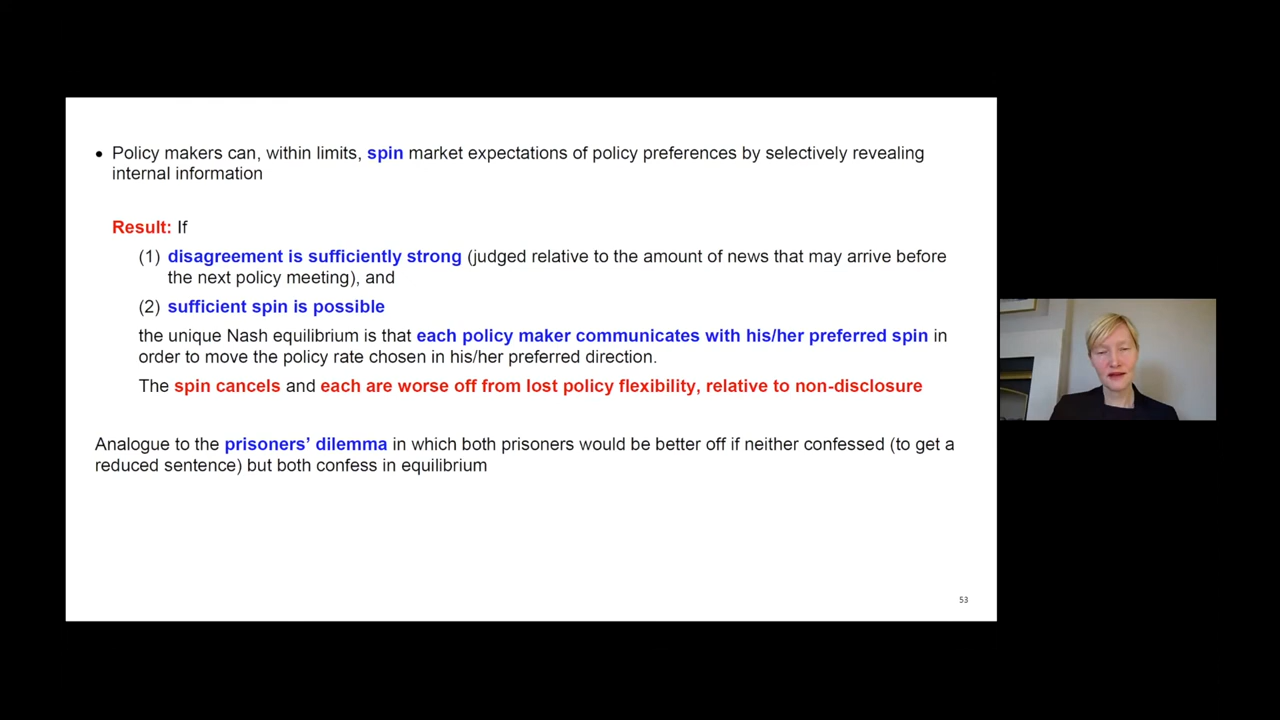 • Policy makers can, within limits, spin market expectations of policy preferences by selectively revealing
internal information
Result: If
(1) disagreement is sufficiently strong (judged relative to the amount of news that may arrive before
the next policy meeting), and
(2) sufficient spin is possible
the unique Nash equilibrium is that each policy maker communicates with his/her preferred spin in
order to move the policy rate chosen in his/her preferred direction.
The spin cancels and each are worse off from lost policy flexibility, relative to non-disclosure
Analogue to the prisoners’ dilemma in which both prisoners would be better off if neither confessed (to get a
reduced sentence) but both confess in equilibrium
53